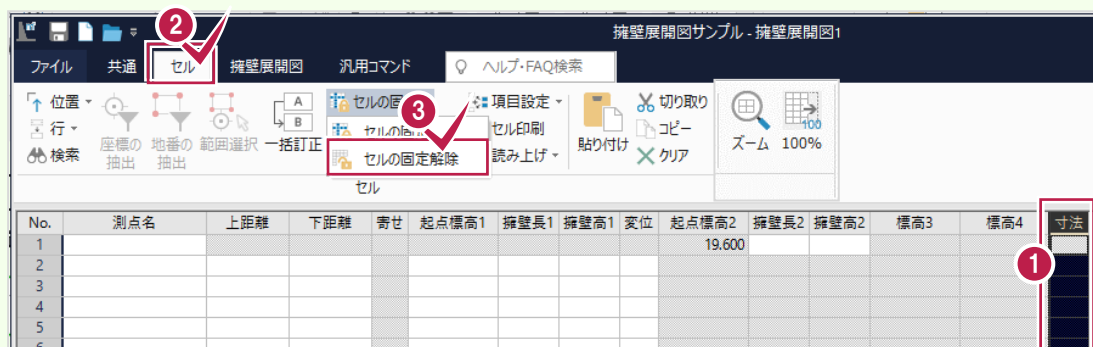 2
擁壁展開図サンプル - 擁壁展開図1
ファイル 共通 セル 擁壁展開図 汎用コマンド ヘルプ・FAQ検索
3
位置
行
検索
座標の
抽出
地番の
抽出
範囲選択
A
B
一括訂正
セルの固
セルの固
セルの固定解除
項目設定
セル印刷
読み上げ
貼り付け
切り取り
コピー
クリア
ズーム
100
100%
セル
No. 測点名 上距離 下距離 寄せ 起点標高1 擁壁長1 擁壁高1 変位 起点標高2 擁壁長2 擁壁高2 標高3 標高4 寸法
1 19.600
2
1
3
4
5